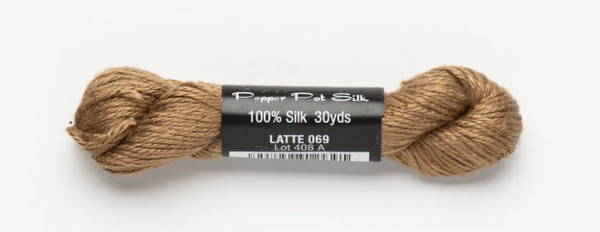 Pepper Pot Silk
100% Silk 30yds
LATTE 069
Lot 408 A